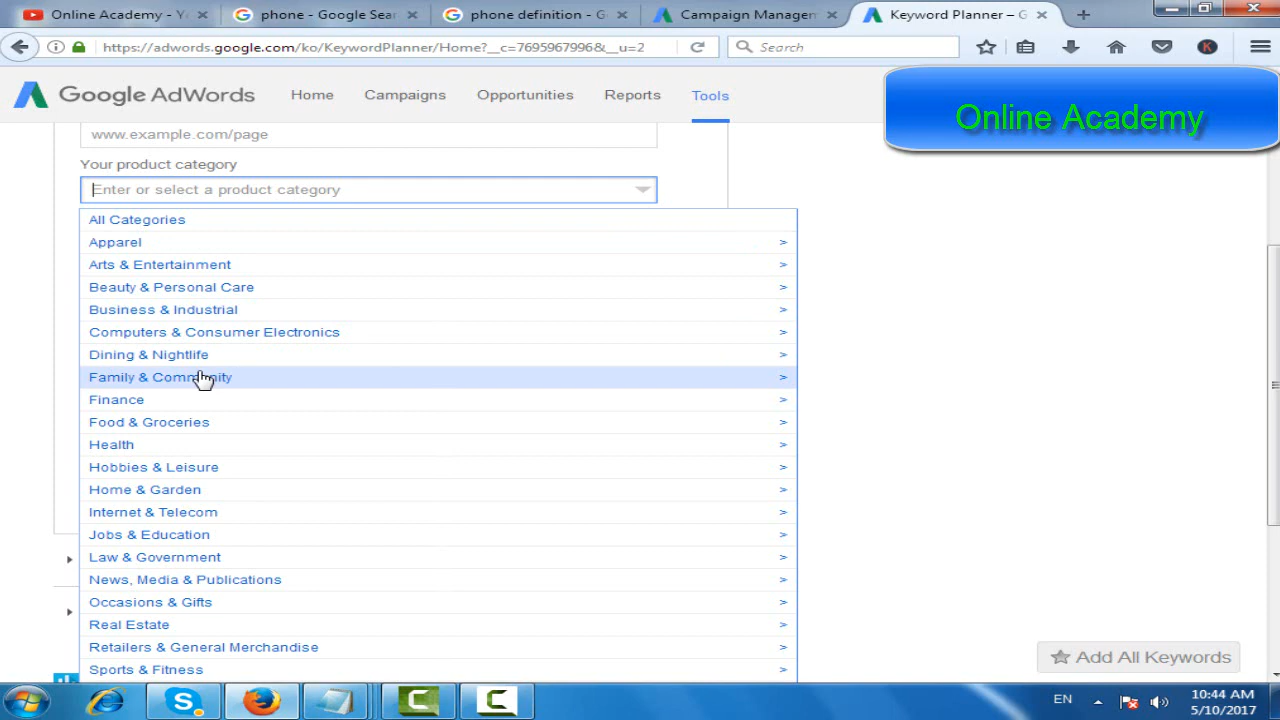 Online Academy - Y
phone - Google Sear
phone definition - G
Campaign Managem
Keyword Planner – G
https://adwords.google.com/ko/KeywordPlanner/Home?__c=7695967996&__u=2
Search
K
Google AdWords
Home
Campaigns
Opportunities
Reports
Tools
Online Academy
www.example.com/page
Your product category
Enter or select a product category
All Categories
Apparel >
Arts & Entertainment >
Beauty & Personal Care >
Business & Industrial >
Computers & Consumer Electronics >
Dining & Nightlife >
Family & Community >
Finance >
Food & Groceries >
Health >
Hobbies & Leisure >
Home & Garden >
Internet & Telecom >
Jobs & Education >
Law & Government >
News, Media & Publications >
Occasions & Gifts >
Real Estate >
Retailers & General Merchandise >
Sports & Fitness >
Add All Keywords
EN
10:44 AM
5/10/2017